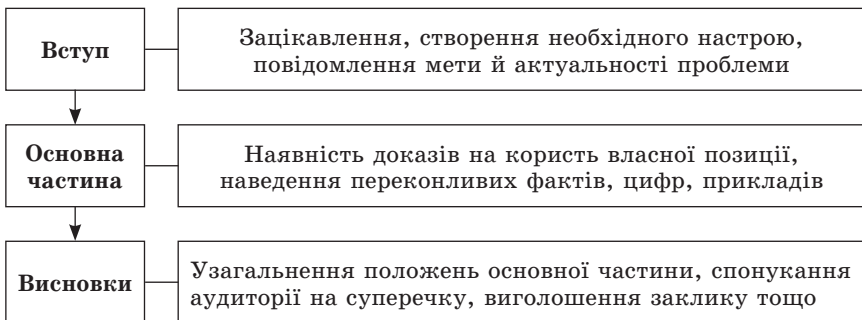 Вступ
Зацікавлення, створення необхідного настрою,
повідомлення мети й актуальності проблеми
Основна
частина
Наявність доказів на користь власної позиції,
наведення переконливих фактів, цифр, прикладів
Висновки
Узагальнення положень основної частини, спонукання
аудиторії на суперечку, виголошення заклику тощо